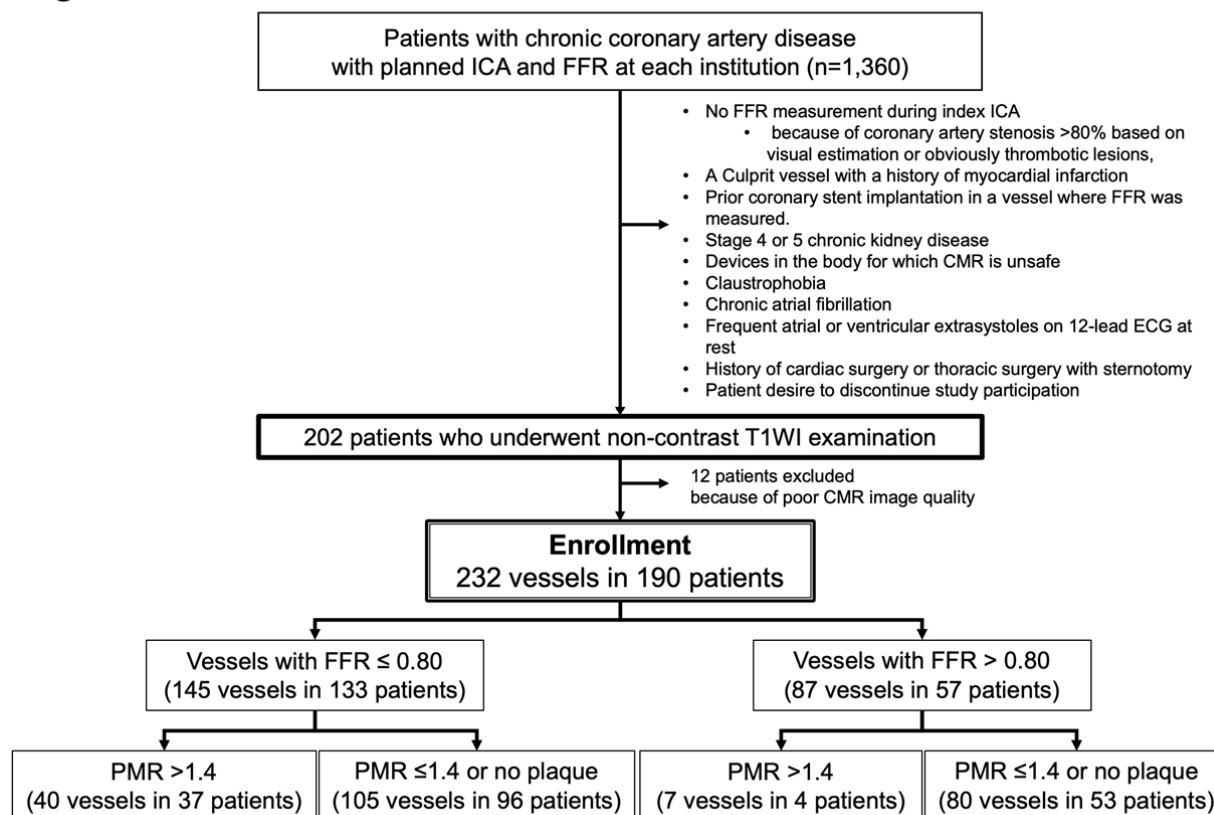 Patients with chronic coronary artery disease
with planned ICA and FFR at each institution (n=1,360)
• No FFR measurement during index ICA
• because of coronary artery stenosis >80% based on
visual estimation or obviously thrombotic lesions,
• A Culprit vessel with a history of myocardial infarction
• Prior coronary stent implantation in a vessel where FFR was
measured.
• Stage 4 or 5 chronic kidney disease
• Devices in the body for which CMR is unsafe
• Claustrophobia
• Chronic atrial fibrillation
• Frequent atrial or ventricular extrasystoles on 12-lead ECG at
rest
• History of cardiac surgery or thoracic surgery with sternotomy
• Patient desire to discontinue study participation
202 patients who underwent non-contrast T1WI examination
12 patients excluded
because of poor CMR image quality
Enrollment
232 vessels in 190 patients
Vessels with FFR ≤ 0.80
(145 vessels in 133 patients)
Vessels with FFR > 0.80
(87 vessels in 57 patients)
PMR >1.4
(40 vessels in 37 patients)
PMR ≤1.4 or no plaque
(105 vessels in 96 patients)
PMR >1.4
(7 vessels in 4 patients)
PMR ≤1.4 or no plaque
(80 vessels in 53 patients)